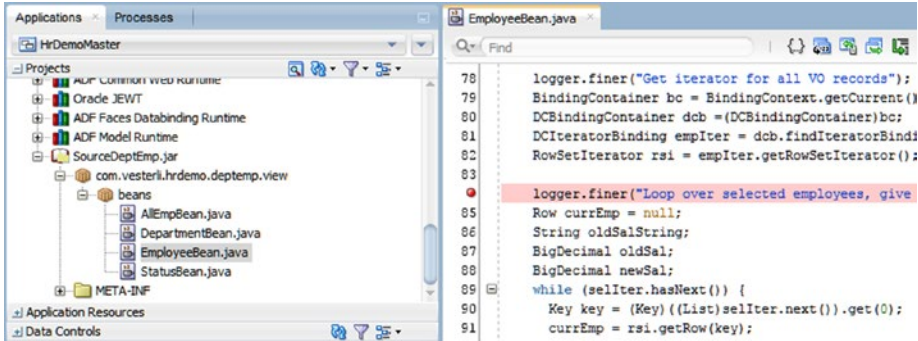 Applications
Processes
HrDemoMaster
Projects
ADF Common Web Runtime
Oracle JEWT
ADF Faces Databinding Runtime
ADF Model Runtime
SourceDeptEmp.jar
com.vesterli.hrdemo.deptemp.view
beans
AllEmpBean.java
DepartmentBean.java
EmployeeBean.java
StatusBean.java
META-INF
Application Resources
Data Controls
EmployeeBean.java
Find
78 logger.finer("Get iterator for all VO records");
79 BindingContainer bc = BindingContext.getCurrent()
80 DCBindingContainer dcb =(DCBindingContainer)bc;
81 DCIteratorBinding empIter = dcb.findIteratorBindi
82 RowSetIterator rsi = empIter.getRowSetIterator();
83
logger.finer("Loop over selected employees, give
85 Row currEmp = null;
86 String oldSalString;
87 BigDecimal oldSal;
88 BigDecimal newSal;
89 while (selIter.hasNext()) {
90 Key key = (Key)((List)selIter.next()).get(0);
91 currEmp = rsi.getRow(key);